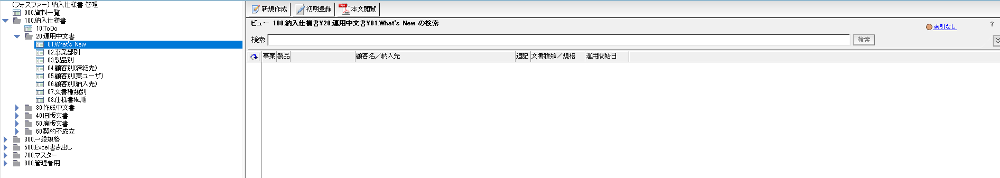 (フォスファー) 納入仕様書 管理
000.資料一覧
100.納入仕様書
10.ToDo
20.運用中文書
01.What's New
02.事業部別
03.製品別
04.顧客別(締結先)
05.顧客別(実ユーザ)
06.顧客別(納入先)
07.文書種類別
08.仕様書No.順
30.作成中文書
40.旧版文書
50.廃版文書
60.契約不成立
300.一般規格
500.Excel書き出し
700.マスター
800.管理者用
新規作成 初期登録 PDF Adobe 本文閲覧
ビュー 100.納入仕様書¥20.運用中文書¥01.What's New の検索
索引なし ?
検索 検索
事業 製品 顧客名／納入先 追記 文書種類／規格 運用開始日